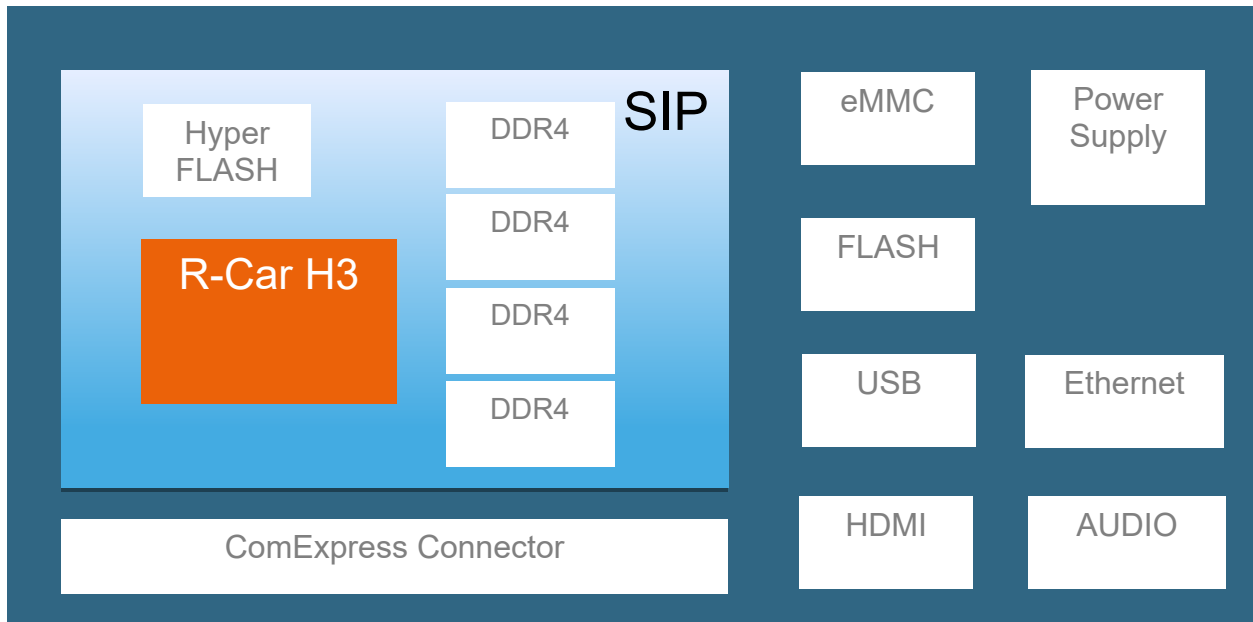 SIP
Hyper
FLASH
R-Car H3
DDR4
DDR4
DDR4
DDR4
ComExpress Connector
eMMC
Power
Supply
FLASH
USB
Ethernet
HDMI
AUDIO